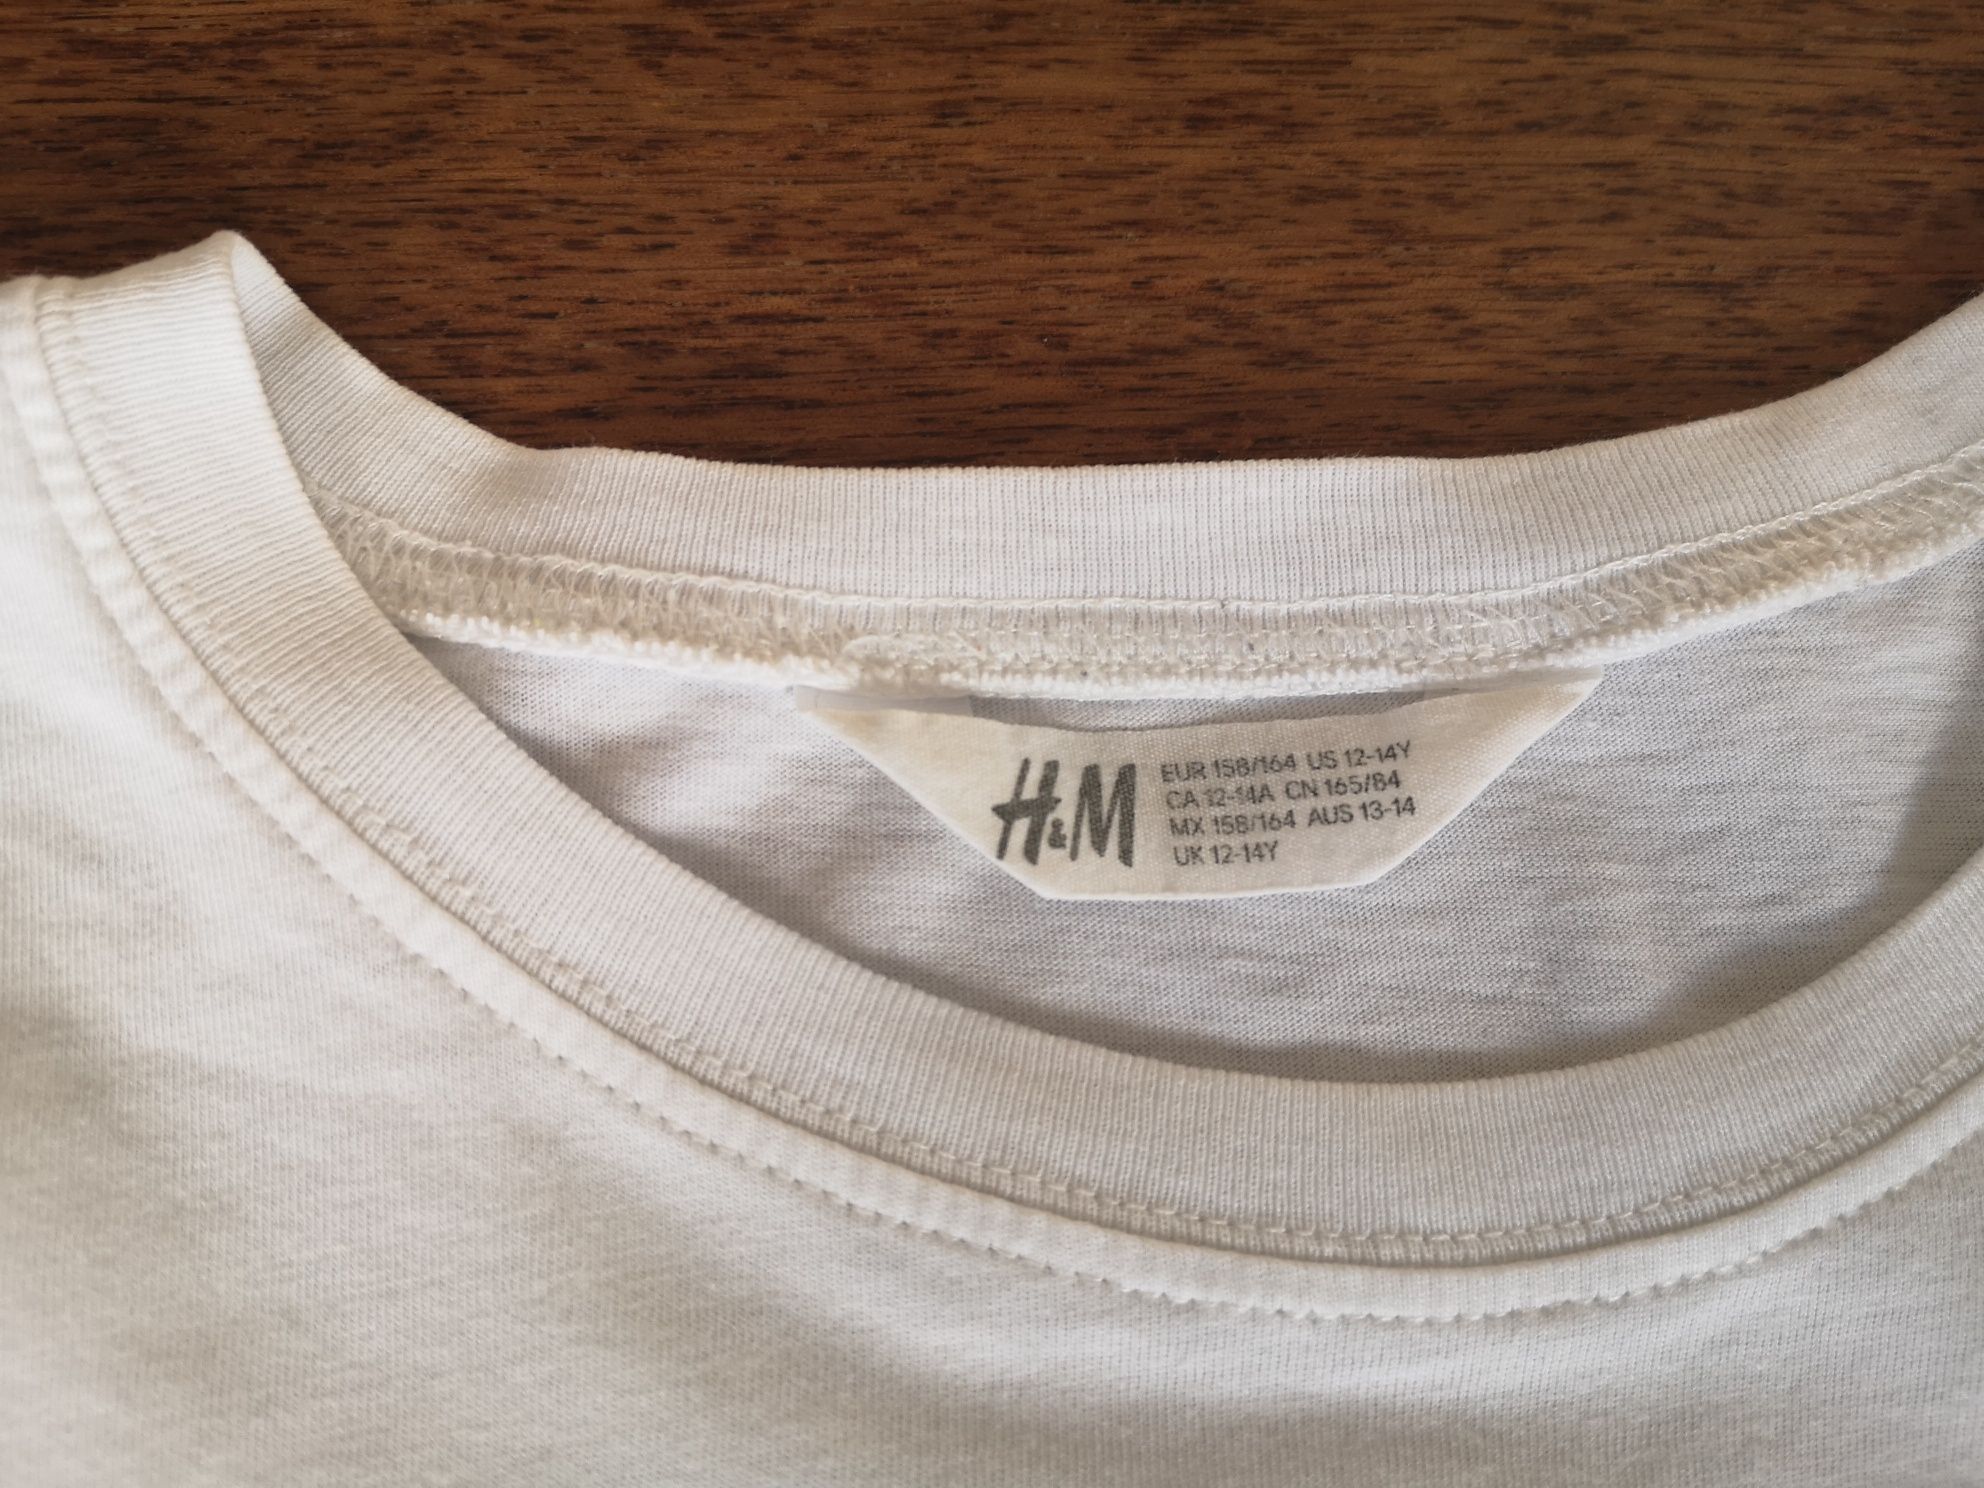 H&M
EUR 158/164 US 12-14Y
CA 12-14A CN 165/84
MX 158/164 AUS 13-14
UK 12-14Y